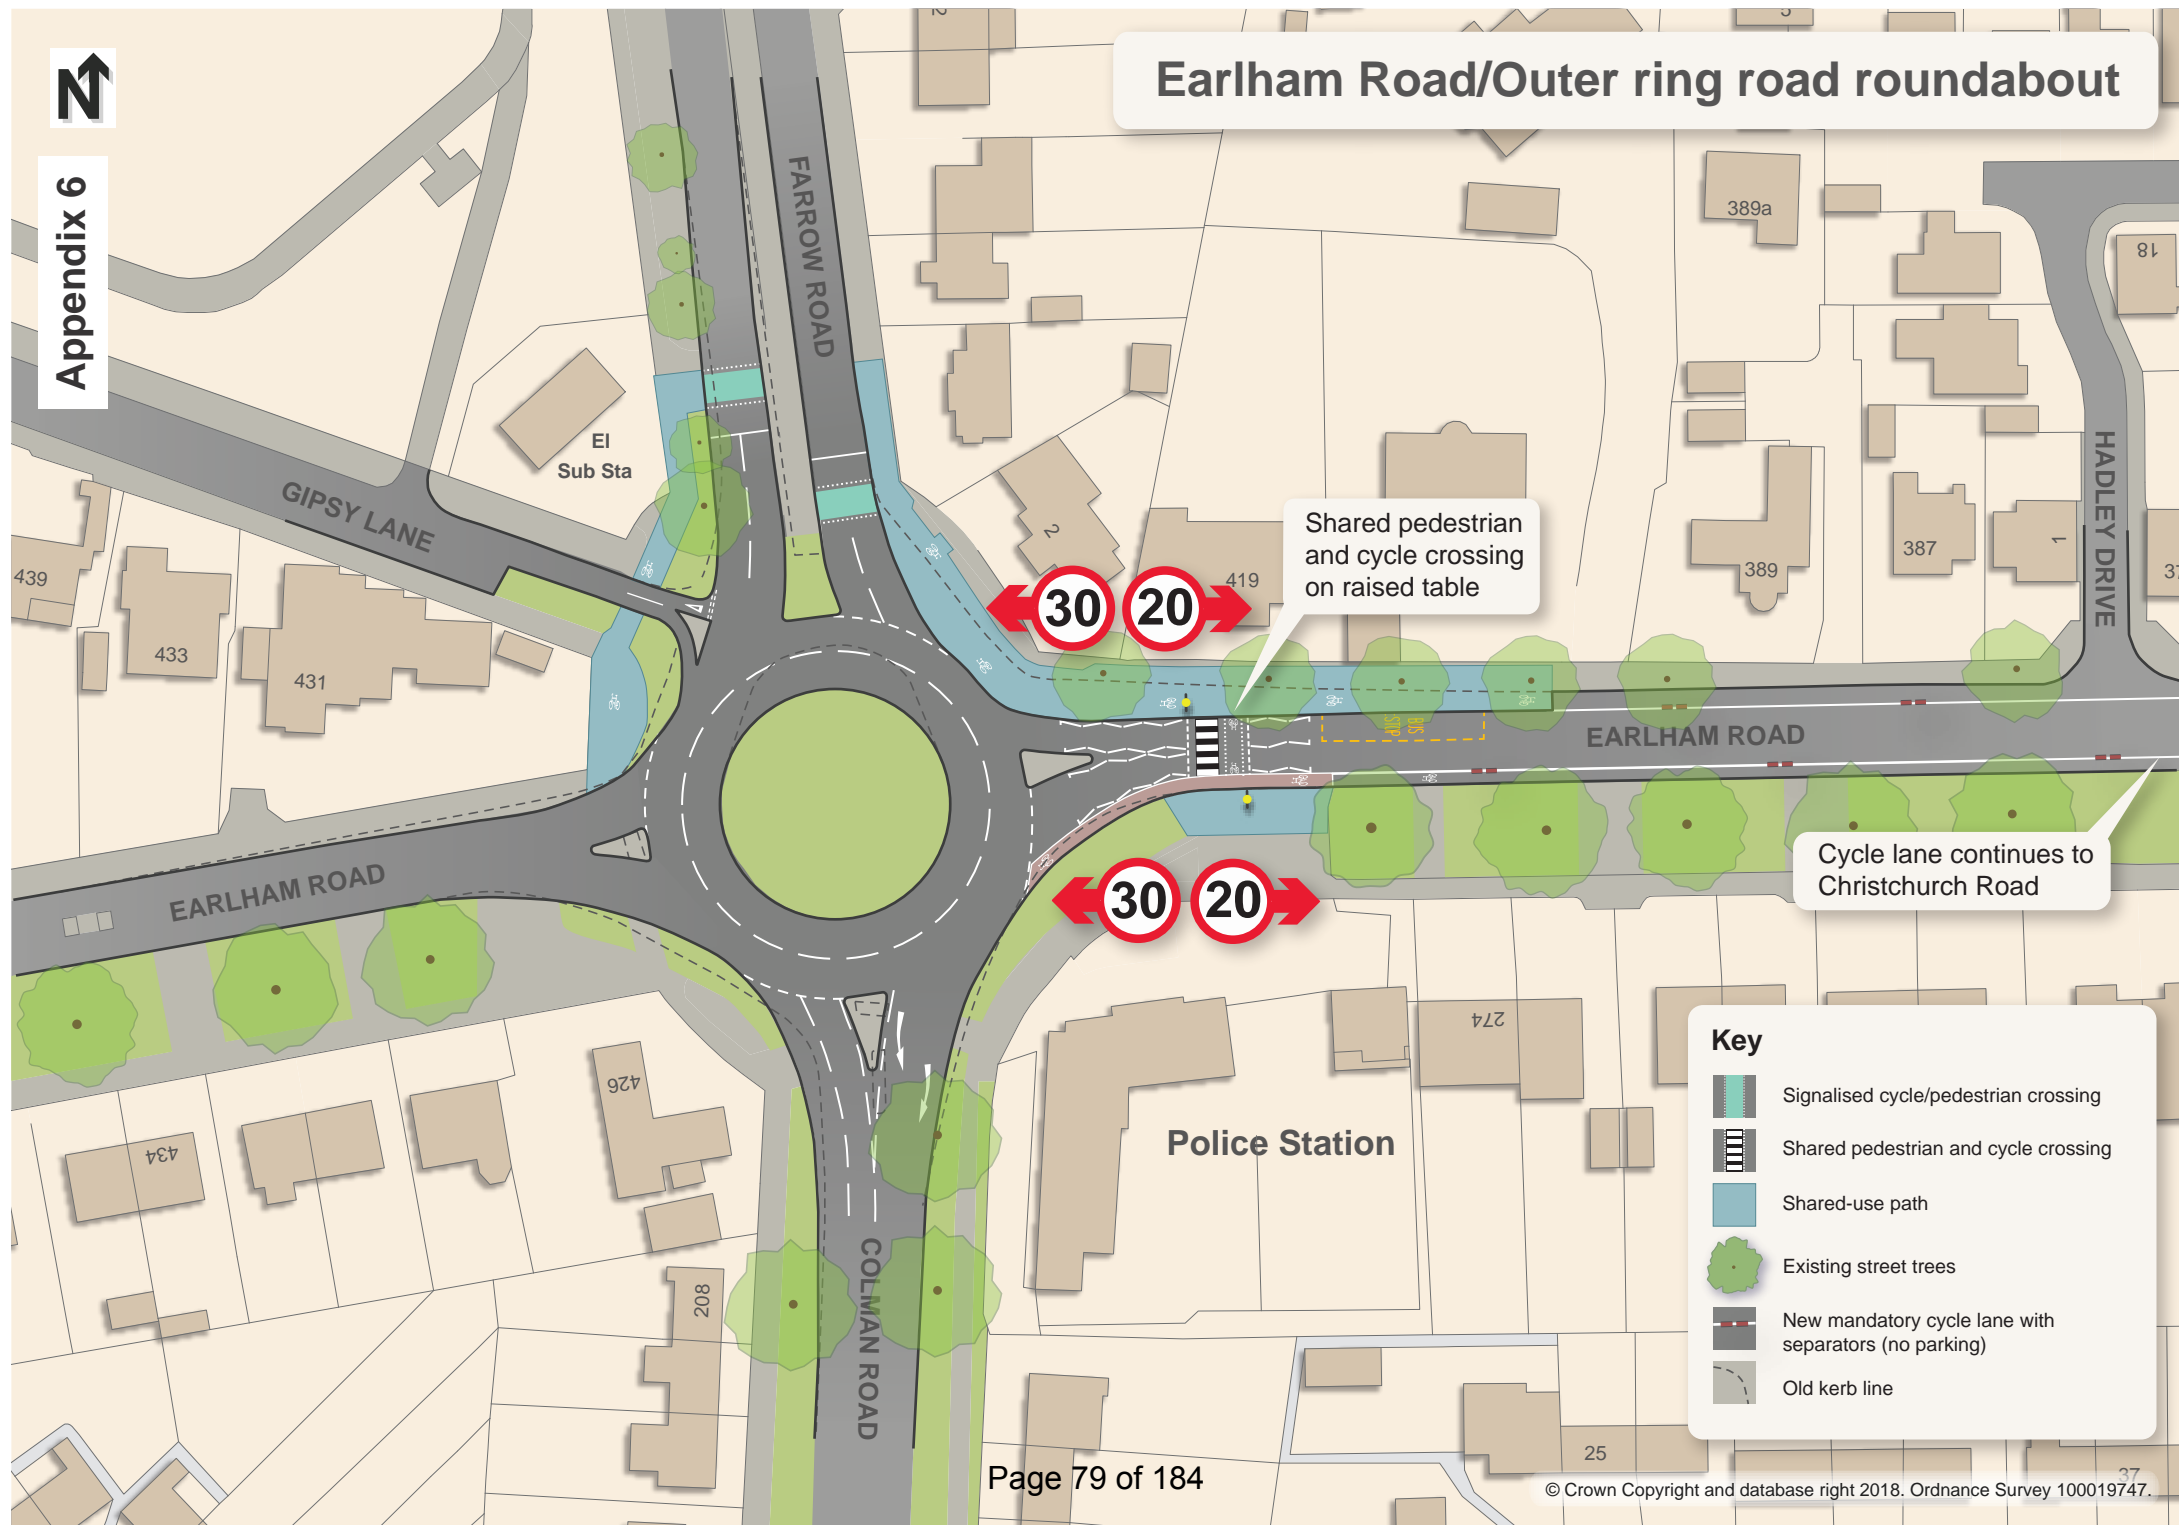 Earlham Road/Outer ring road roundabout
N
Appendix 6
FARROW ROAD
GIPSY LANE
El
Sub Sta
439
433
431
2
2
5
389a
18
419
389
387
1
HADLEY DRIVE
Shared pedestrian
and cycle crossing
on raised table
30
20
BUS
STOP
EARLHAM ROAD
Cycle lane continues to
Christchurch Road
30
20
EARLHAM ROAD
434
426
208
COLMAN ROAD
Police Station
274
25
37
Key
Signalised cycle/pedestrian crossing
Shared pedestrian and cycle crossing
Shared-use path
Existing street trees
New mandatory cycle lane with
separators (no parking)
Old kerb line
Page 79 of 184
© Crown Copyright and database right 2018. Ordnance Survey 100019747.